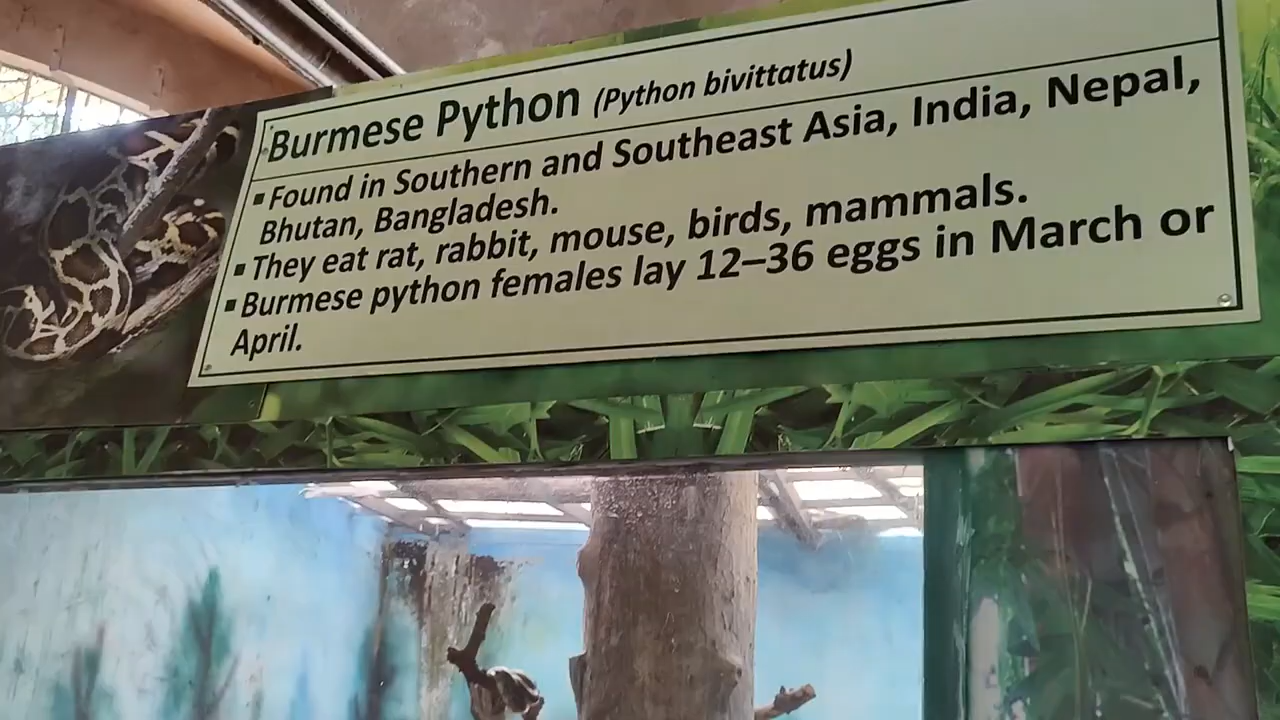 Burmese Python (Python bivittatus)
▪ Found in Southern and Southeast Asia, India, Nepal,
Bhutan, Bangladesh.
▪ They eat rat, rabbit, mouse, birds, mammals.
▪ Burmese python females lay 12–36 eggs in March or
April.